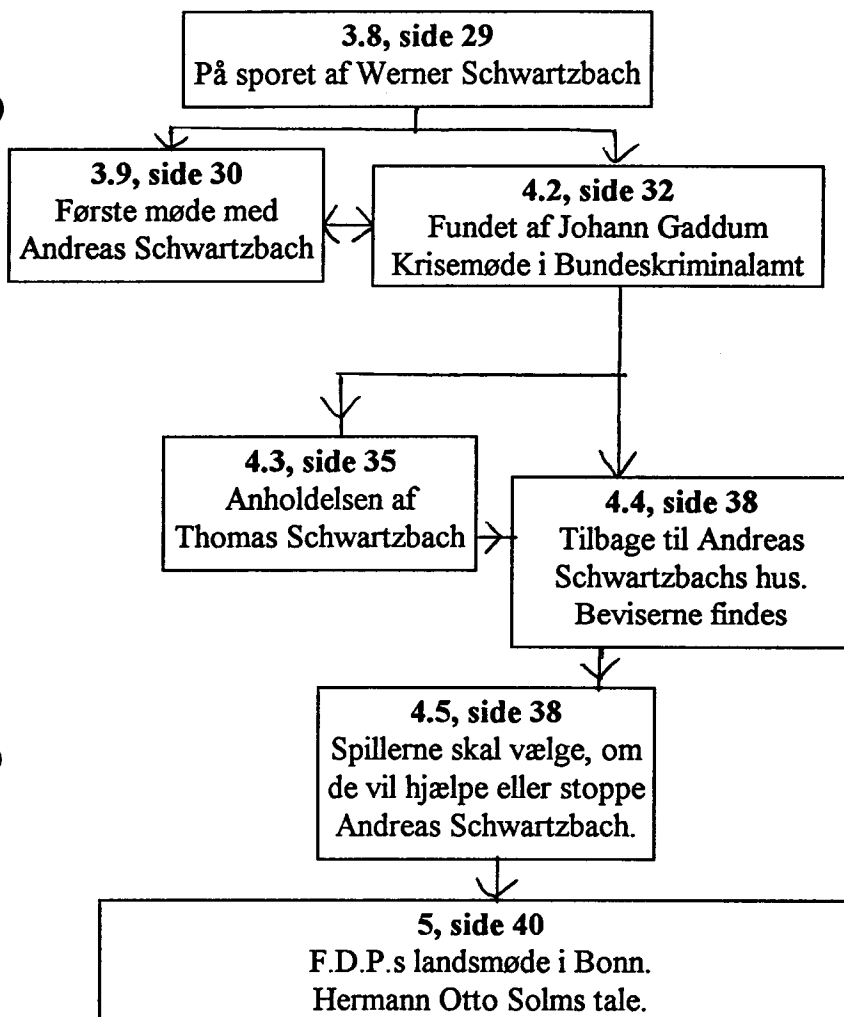 3.8, side 29
På sporet af Werner Schwartzbach
3.9, side 30
Første møde med
Andreas Schwartzbach
4.2, side 32
Fundet af Johann Gaddum
Krisemøde i Bundeskriminalamt
4.3, side 35
Anholdelsen af
Thomas Schwartzbach
4.4, side 38
Tilbage til Andreas
Schwartzbachs hus.
Beviserne findes
4.5, side 38
Spillerne skal vælge, om
de vil hjælpe eller stoppe
Andreas Schwartzbach.
5, side 40
F.D.P.s landsmøde i Bonn.
Hermann Otto Solms tale.